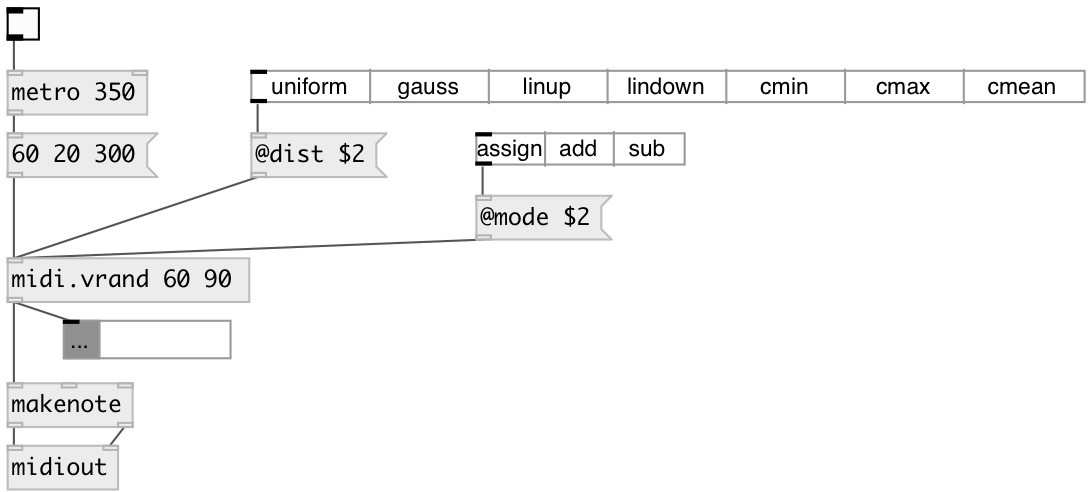 metro 350
uniform gauss linup lindown cmin cmax cmean
60 20 300
@dist $2
assign add sub
@mode $2
midi.vrand 60 90
...
makenote
midiout